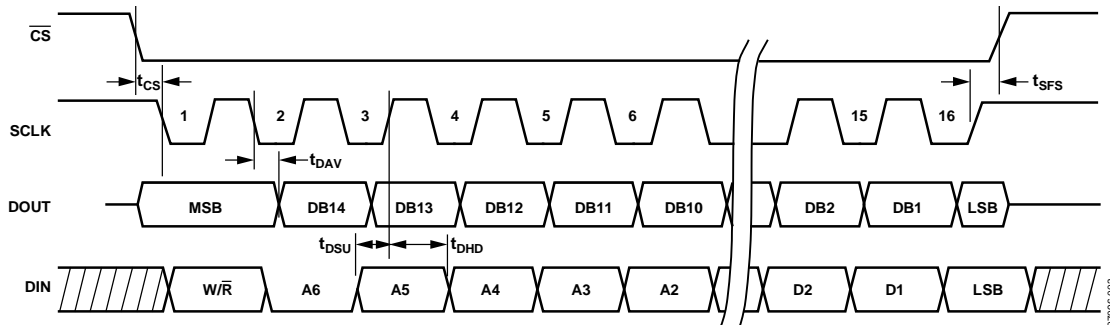 CS
tCS
tSFS
SCLK
1 2 3 4 5 6 15 16
tDAV
DOUT
MSB DB14 DB13 DB12 DB11 DB10 DB2 DB1 LSB
tDSU
tDHD
DIN
W/R A6 A5 A4 A3 A2 D2 D1 LSB